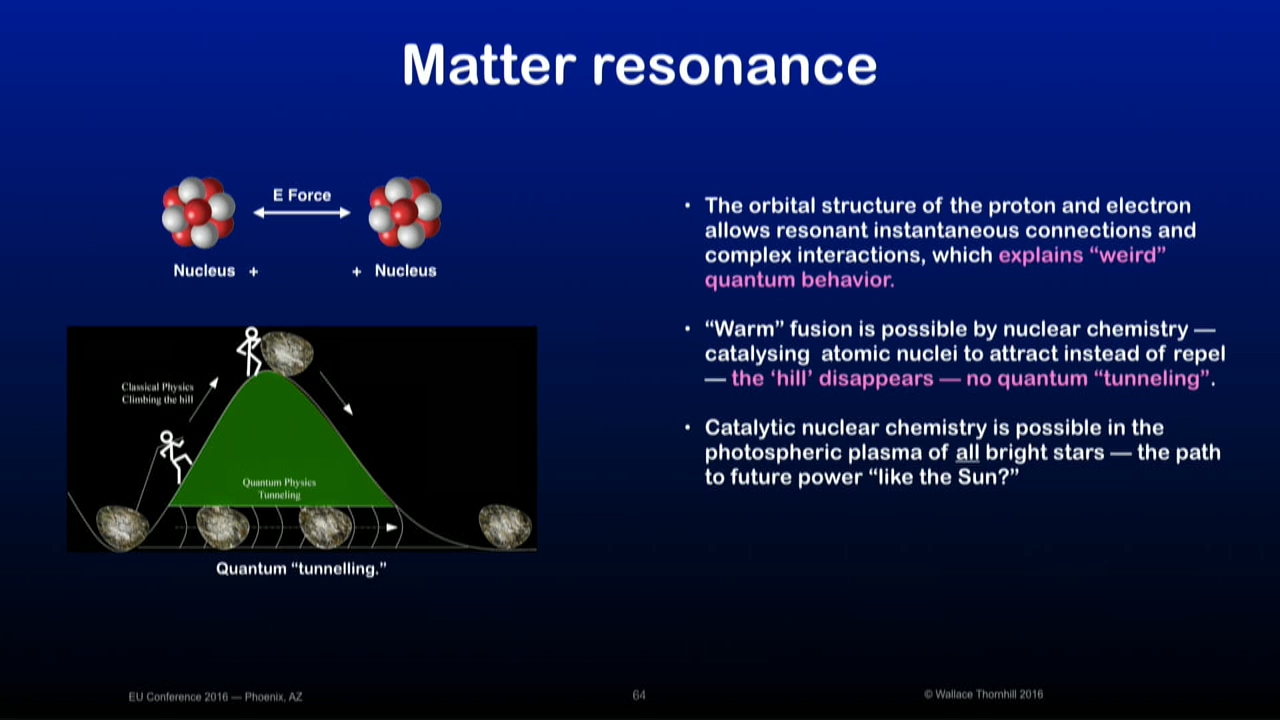 Matter resonance
E Force
Nucleus +
+ Nucleus
Classical Physics
Climbing the hill
Quantum Physics
Tunneling
Quantum “tunnelling.”
• The orbital structure of the proton and electron
allows resonant instantaneous connections and
complex interactions, which explains “weird”
quantum behavior.
• “Warm” fusion is possible by nuclear chemistry —
catalysing atomic nuclei to attract instead of repel
— the ‘hill’ disappears — no quantum “tunneling”.
• Catalytic nuclear chemistry is possible in the
photospheric plasma of all bright stars — the path
to future power “like the Sun?”
EU Conference 2016 — Phoenix, AZ
64
© Wallace Thornhill 2016